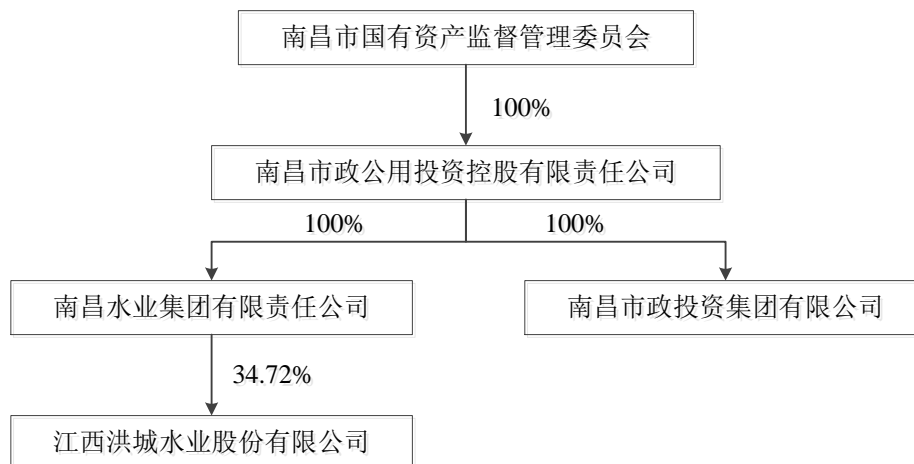 南昌市国有资产监督管理委员会
100%
南昌市政公用投资控股有限责任公司
100%
100%
南昌水业集团有限责任公司
南昌市政投资集团有限公司
34.72%
江西洪城水业股份有限公司